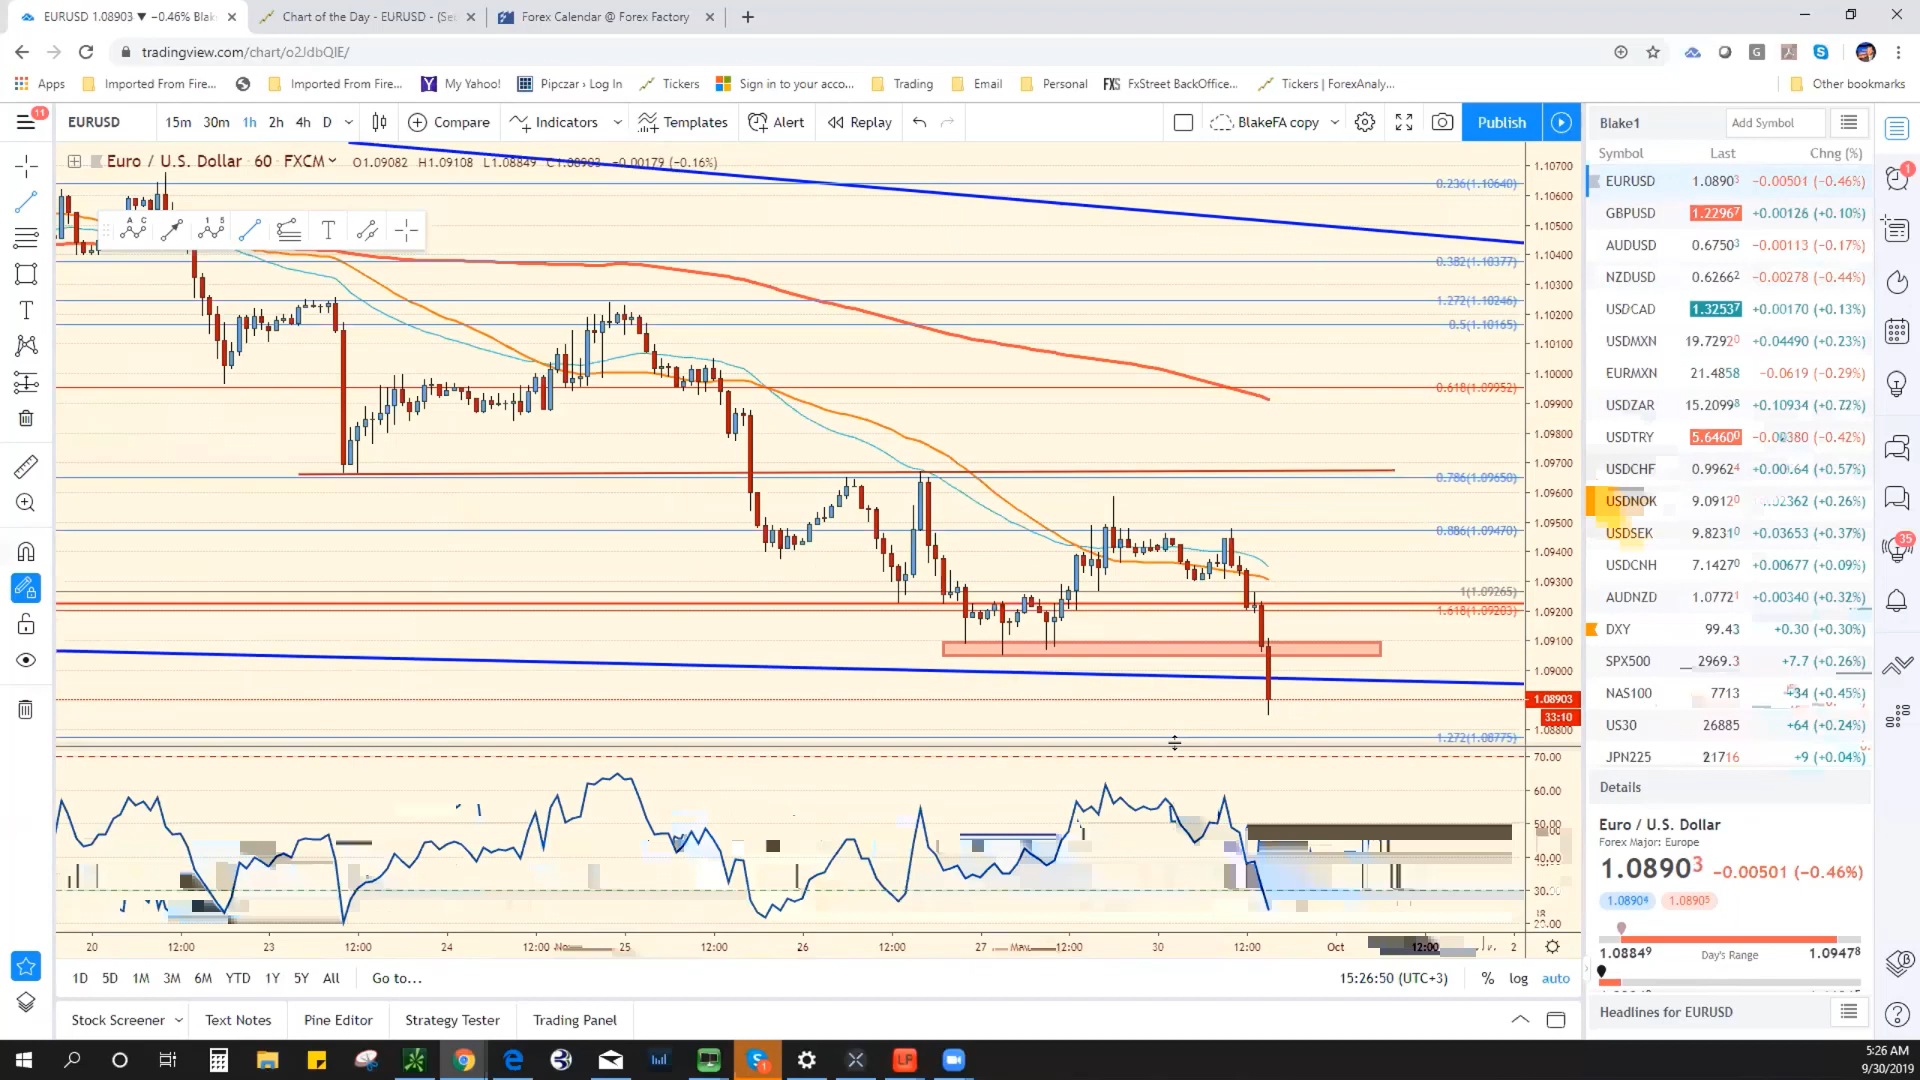 EURUSD 1.08903 ▼ −0.46% Blak
Chart of the Day - EURUSD - (Se
Forex Calendar @ Forex Factory
tradingview.com/chart/o2JdbQIE/
Apps
Imported From Fire...
Imported From Fire...
My Yahoo!
Pipczar › Log In
Tickers
Sign in to your acco...
Trading
Email
Personal
FXS FxStreet BackOffice...
Tickers | ForexAnaly...
Other bookmarks
11
EURUSD
15m 30m 1h 2h 4h D
Compare
Indicators
Templates
Alert
Replay
BlakeFA copy
Publish
Euro / U.S. Dollar · 60 · FXCM
O1.09082 H1.09108 L1.08849 C1.08903 −0.00179 (−0.16%)
0.236(1.10640)
0.382(1.10377)
1.272(1.10246)
0.5(1.10165)
0.618(1.09952)
0.786(1.09650)
0.886(1.09470)
1(1.09265)
1.618(1.09203)
1.272(1.08775)
1.10700
1.10600
1.10500
1.10400
1.10300
1.10200
1.10100
1.10000
1.09900
1.09800
1.09700
1.09600
1.09500
1.09400
1.09300
1.09200
1.09100
1.09000
1.08903
33:10
1.08800
70.00
60.00
50.00
40.00
30.00
20.00
20 12:00 23 12:00 24 12:00 25 12:00 26 12:00 27 12:00 30 12:00 Oct 12:00 2
1D 5D 1M 3M 6M YTD 1Y 5Y All
Go to...
15:26:50 (UTC+3)
% log auto
Stock Screener
Text Notes
Pine Editor
Strategy Tester
Trading Panel
Blake1
Add Symbol
Symbol Last Chng (%)
EURUSD 1.08903 −0.00501 (−0.46%)
GBPUSD 1.22967 +0.00126 (+0.10%)
AUDUSD 0.67503 −0.00113 (−0.17%)
NZDUSD 0.62662 −0.00278 (−0.44%)
USDCAD 1.32537 +0.00170 (+0.13%)
USDMXN 19.72920 +0.04490 (+0.23%)
EURMXN 21.4858 −0.0619 (−0.29%)
USDZAR 15.20998 +0.10934 (+0.72%)
USDTRY 5.64600 (−0.42%)
USDCHF 0.99624 (+0.57%)
USDNOK 9.09120 (+0.26%)
USDSEK 9.82310 +0.03653 (+0.37%)
USDCNH 7.14270 +0.00677 (+0.09%)
AUDNZD 1.07721 +0.00340 (+0.32%)
DXY 99.43 +0.30 (+0.30%)
SPX500 2969.3 +7.7 (+0.26%)
NAS100 7713 +34 (+0.45%)
US30 26885 +64 (+0.24%)
JPN225 21716 +9 (+0.04%)
Details
Euro / U.S. Dollar
Forex Major: Europe
1.08903 −0.00501 (−0.46%)
1.08904 1.08905
1.08849 Day's Range 1.09478
Headlines for EURUSD
1
35
5:26 AM
9/30/2019